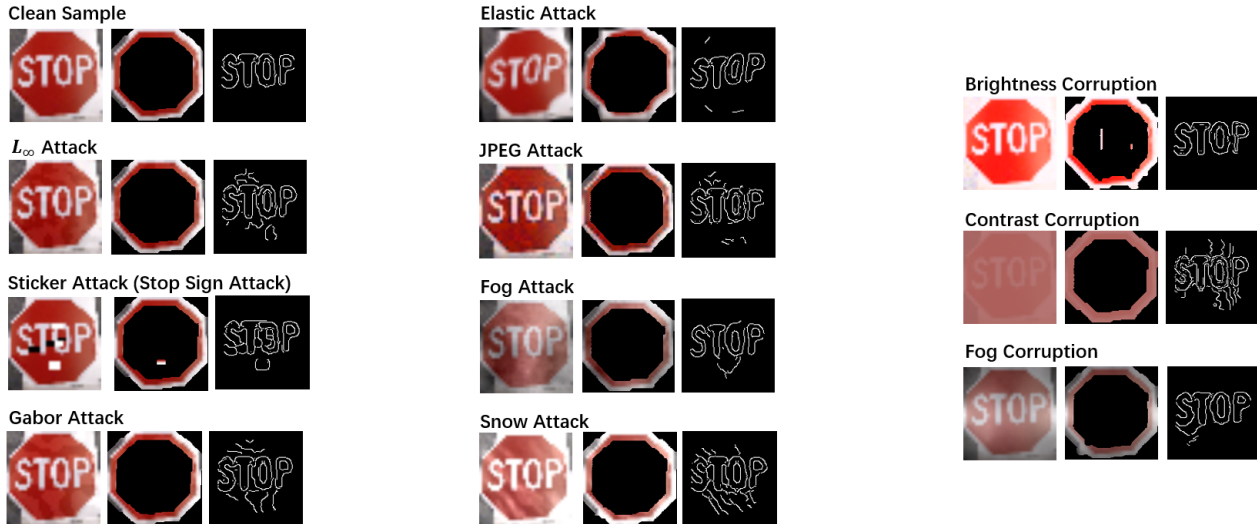 Clean Sample
STOP STOP
L∞ Attack
STOP STOP
Sticker Attack (Stop Sign Attack)
STOP STOP
Gabor Attack
STOP STOP
Elastic Attack
STOP STOP
JPEG Attack
STOP STOP
Fog Attack
STOP STOP
Snow Attack
STOP STOP
Brightness Corruption
STOP STOP
Contrast Corruption
STOP STOP
Fog Corruption
STOP STOP